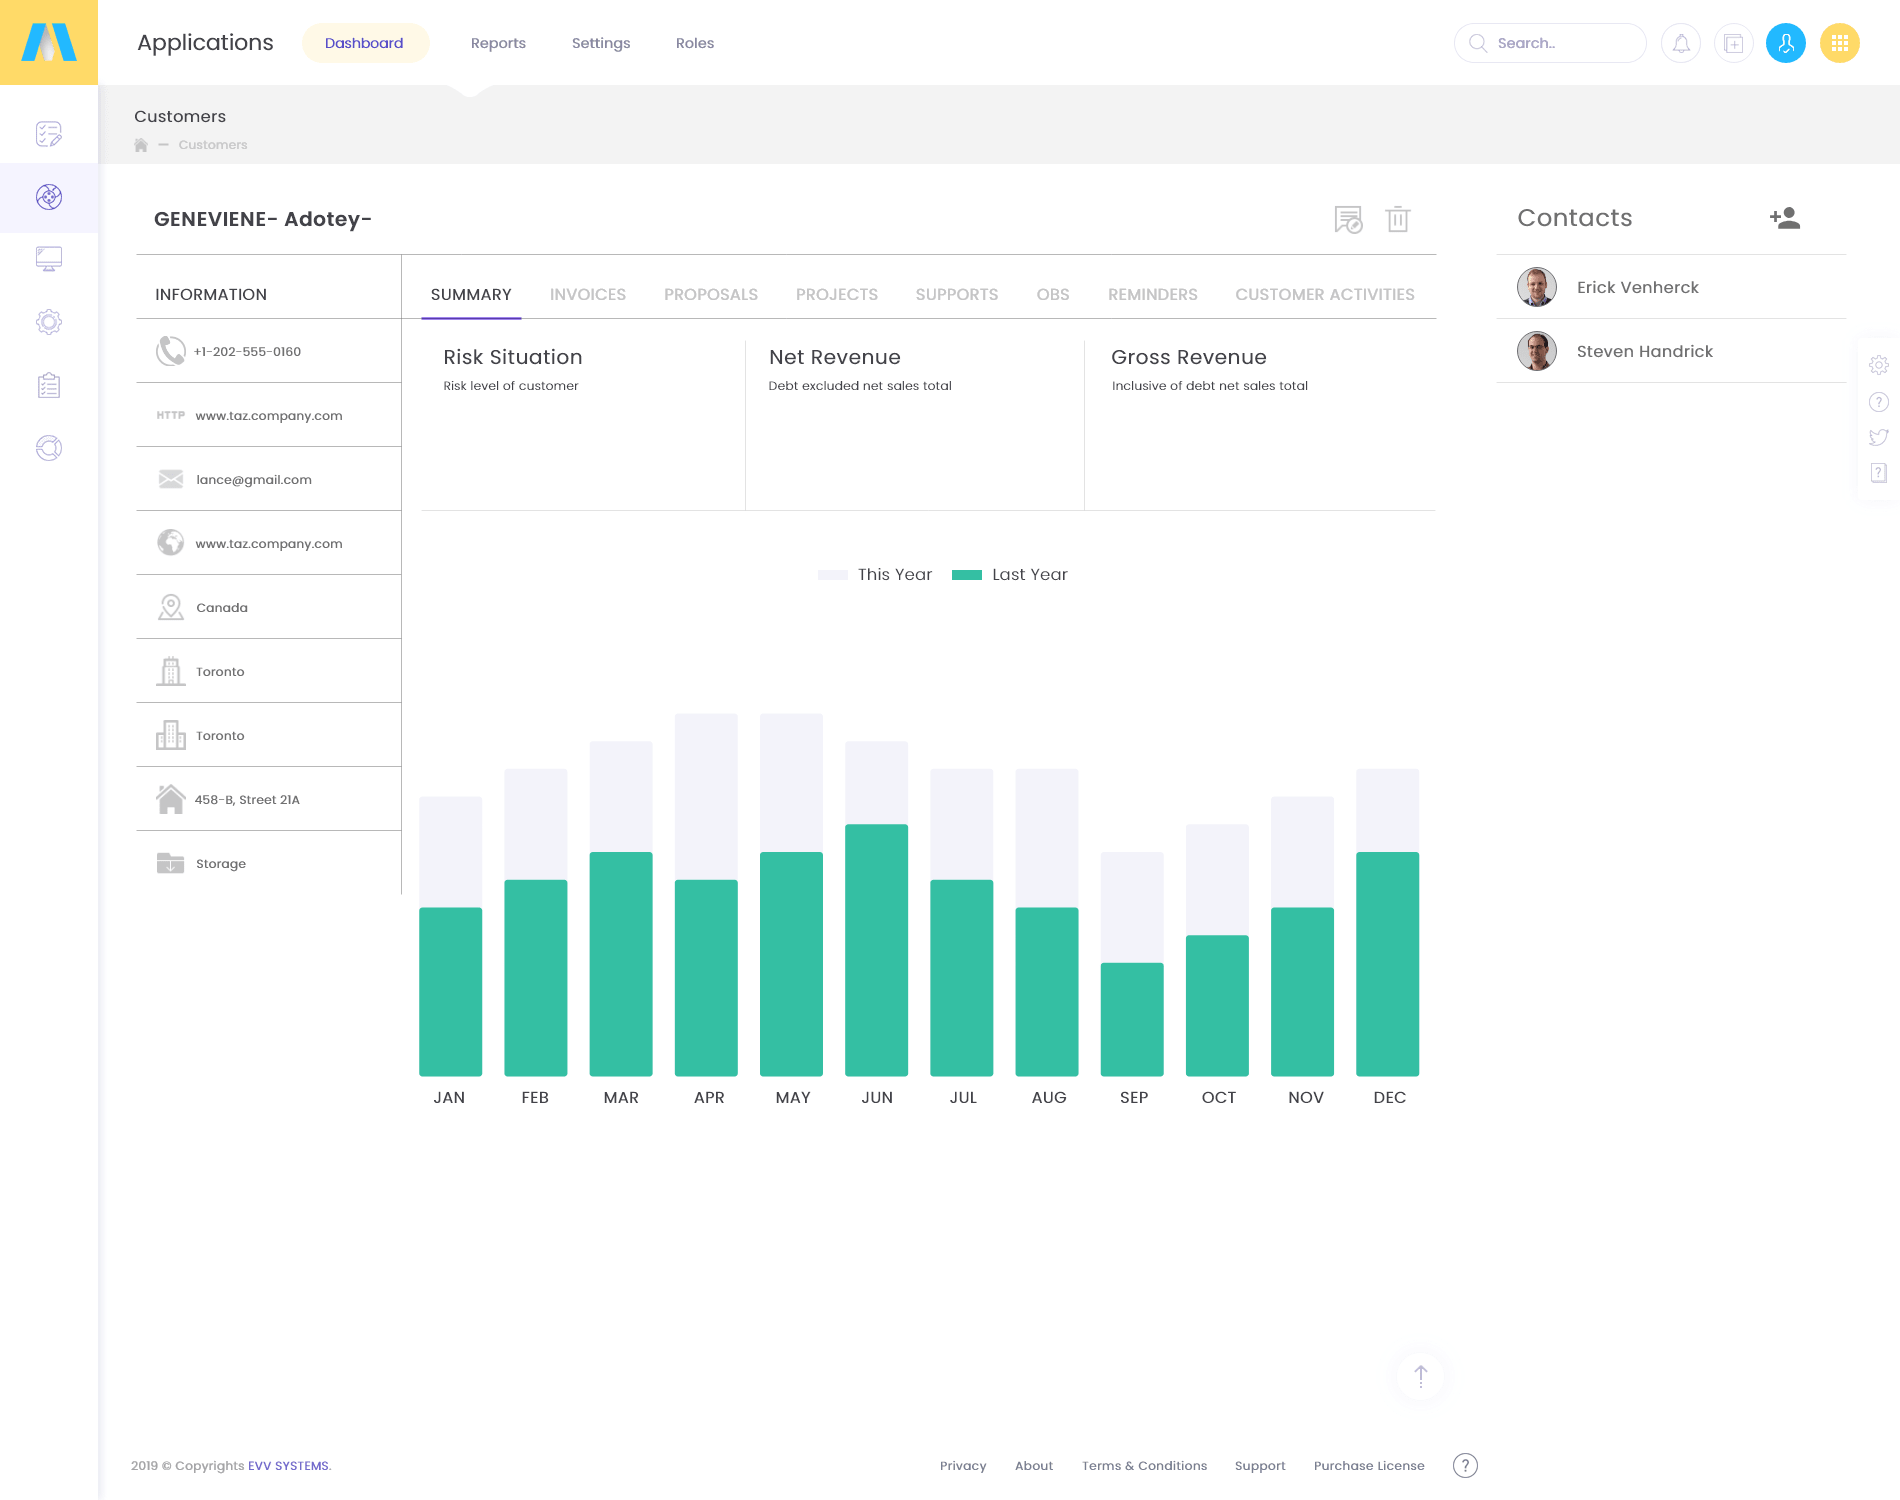 Applications
Dashboard
Reports
Settings
Roles
Search..
Customers
Customers
GENEVIENE- Adotey-
Contacts
INFORMATION
SUMMARY
INVOICES
PROPOSALS
PROJECTS
SUPPORTS
OBS
REMINDERS
CUSTOMER ACTIVITIES
Erick Venherck
Steven Handrick
+1-202-555-0160
HTTP www.taz.company.com
lance@gmail.com
www.taz.company.com
Canada
Toronto
Toronto
458-B, Street 21A
Storage
Risk Situation
Risk level of customer
Net Revenue
Debt excluded net sales total
Gross Revenue
Inclusive of debt net sales total
This Year
Last Year
JAN
FEB
MAR
APR
MAY
JUN
JUL
AUG
SEP
OCT
NOV
DEC
2019 © Copyrights EVV SYSTEMS.
Privacy
About
Terms & Conditions
Support
Purchase License
?